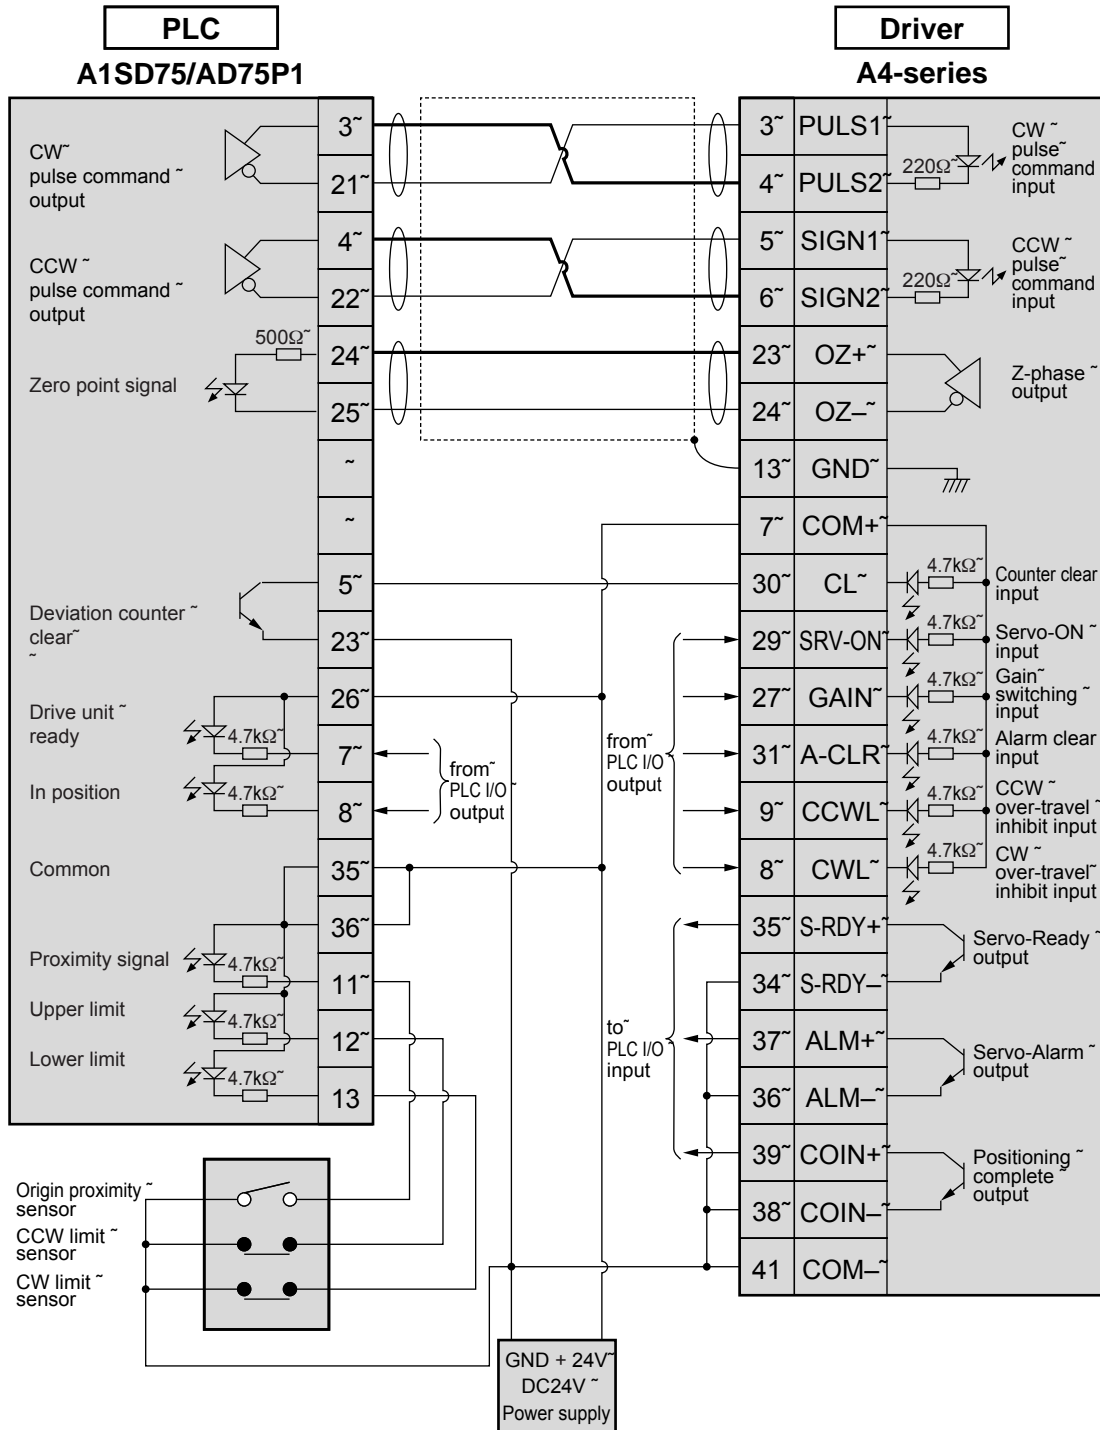 PLC
A1SD75/AD75P1
Driver
A4-series
CW~
pulse command ~
output
3~
21~
CCW ~
pulse command ~
output
4~
22~
500Ω~
Zero point signal
24~
25~
~
~
Deviation counter ~
clear~
~
5~
23~
Drive unit ~
ready
26~
4.7kΩ~
7~
In position
4.7kΩ~
8~
from~
PLC I/O ~
output
Common
35~
36~
Proximity signal
4.7kΩ~
11~
Upper limit
4.7kΩ~
12~
Lower limit
4.7kΩ~
13
Origin proximity ~
sensor
CCW limit ~
sensor
CW limit ~
sensor
GND + 24V~
DC24V ~
Power supply
3~ PULS1~
4~ PULS2~
220Ω~
CW ~
pulse~
command
input
5~ SIGN1~
6~ SIGN2~
220Ω~
CCW ~
pulse~
command
input
23~ OZ+~
24~ OZ–~
Z-phase ~
output
13~ GND~
7~ COM+~
30~ CL~
4.7kΩ~
Counter clear
input
29~ SRV-ON~
4.7kΩ~
Servo-ON ~
input
27~ GAIN~
4.7kΩ~
Gain~
switching ~
input
from~
PLC I/O ~
output
31~ A-CLR~
4.7kΩ~
Alarm clear
input
9~ CCWL~
4.7kΩ~
CCW ~
over-travel ~
inhibit input
8~ CWL~
4.7kΩ~
CW ~
over-travel~
inhibit input
35~ S-RDY+~
34~ S-RDY–~
Servo-Ready ~
output
to~
PLC I/O ~
input
37~ ALM+~
36~ ALM–~
Servo-Alarm ~
output
39~ COIN+~
38~ COIN–~
Positioning ~
complete ~
output
41 COM–~